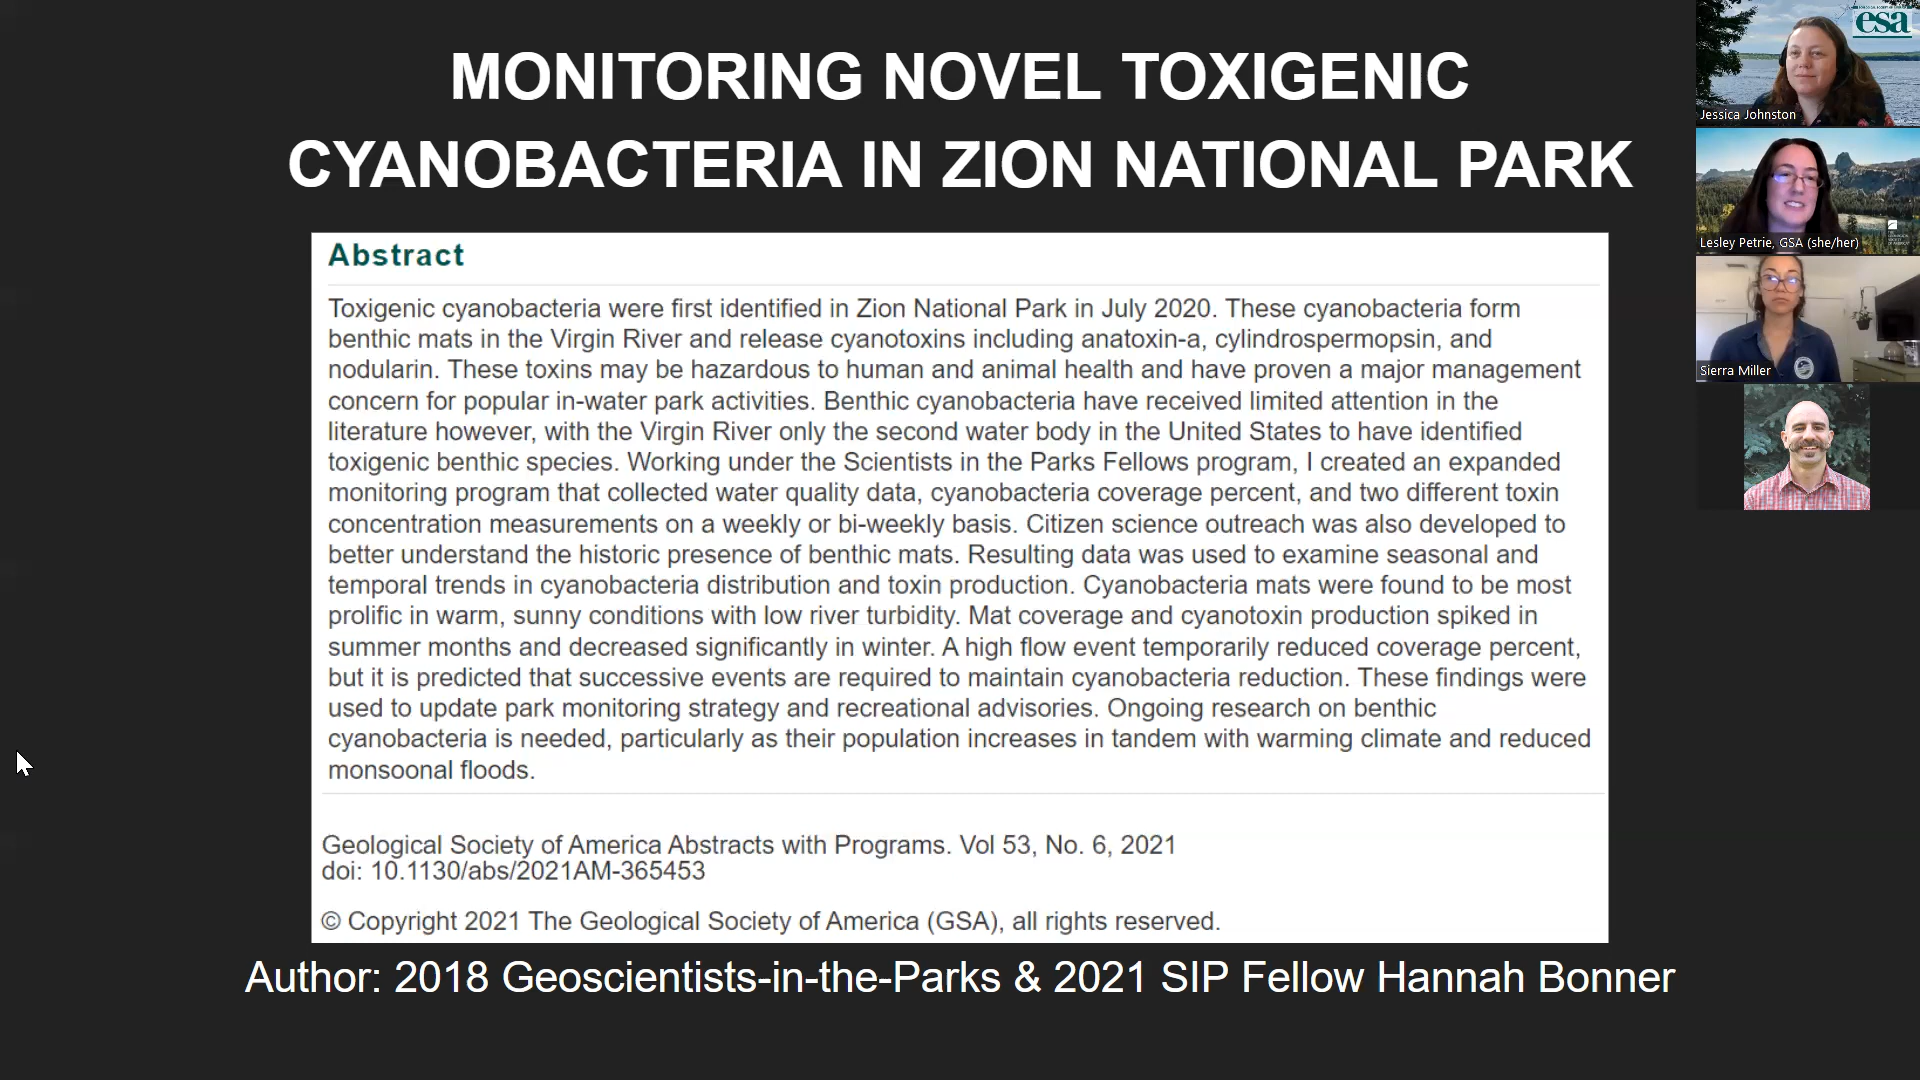 MONITORING NOVEL TOXIGENIC
CYANOBACTERIA IN ZION NATIONAL PARK
Abstract
Toxigenic cyanobacteria were first identified in Zion National Park in July 2020. These cyanobacteria form
benthic mats in the Virgin River and release cyanotoxins including anatoxin-a, cylindrospermopsin, and
nodularin. These toxins may be hazardous to human and animal health and have proven a major management
concern for popular in-water park activities. Benthic cyanobacteria have received limited attention in the
literature however, with the Virgin River only the second water body in the United States to have identified
toxigenic benthic species. Working under the Scientists in the Parks Fellows program, I created an expanded
monitoring program that collected water quality data, cyanobacteria coverage percent, and two different toxin
concentration measurements on a weekly or bi-weekly basis. Citizen science outreach was also developed to
better understand the historic presence of benthic mats. Resulting data was used to examine seasonal and
temporal trends in cyanobacteria distribution and toxin production. Cyanobacteria mats were found to be most
prolific in warm, sunny conditions with low river turbidity. Mat coverage and cyanotoxin production spiked in
summer months and decreased significantly in winter. A high flow event temporarily reduced coverage percent,
but it is predicted that successive events are required to maintain cyanobacteria reduction. These findings were
used to update park monitoring strategy and recreational advisories. Ongoing research on benthic
cyanobacteria is needed, particularly as their population increases in tandem with warming climate and reduced
monsoonal floods.
Geological Society of America Abstracts with Programs. Vol 53, No. 6, 2021
doi: 10.1130/abs/2021AM-365453
© Copyright 2021 The Geological Society of America (GSA), all rights reserved.
Author: 2018 Geoscientists-in-the-Parks & 2021 SIP Fellow Hannah Bonner
esa
Jessica Johnston
Lesley Petrie, GSA (she/her)
Sierra Miller